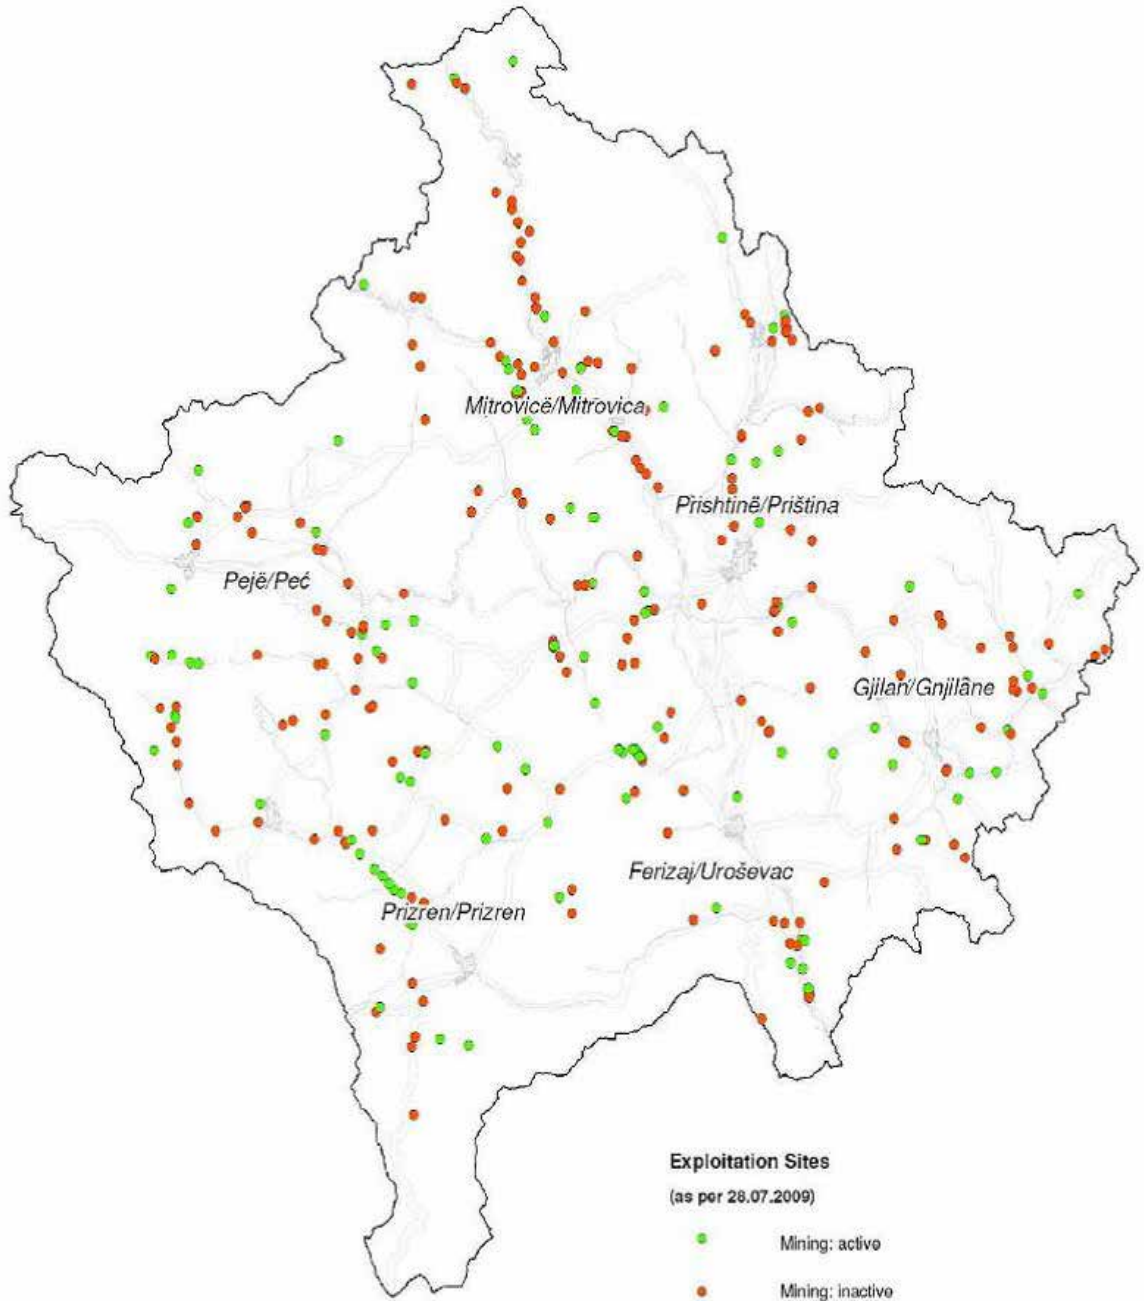 Mitrovicë/Mitrovica
Prishtinë/Priština
Pejë/Peć
Gjilan/Gnjilane
Ferizaj/Uroševac
Prizren/Prizren
Exploitation Sites
(as per 28.07.2009)
Mining: active
Mining: inactive